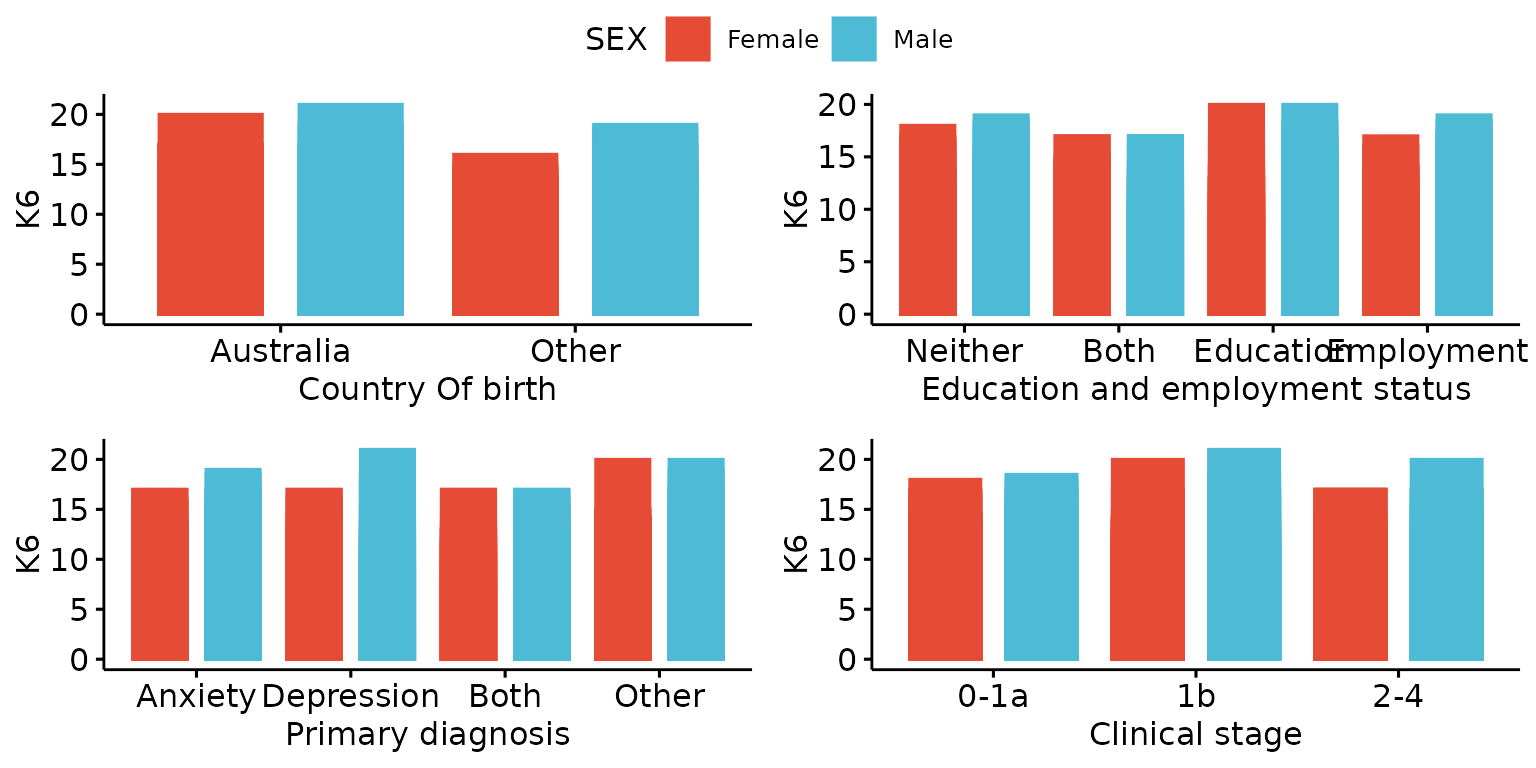 SEX Female Male
20
15
10
5
0
K6
Australia Other
Country Of birth
20
15
10
5
0
K6
Neither Both Education Employment
Education and employment status
20
15
10
5
0
K6
Anxiety Depression Both Other
Primary diagnosis
20
15
10
5
0
K6
0-1a 1b 2-4
Clinical stage